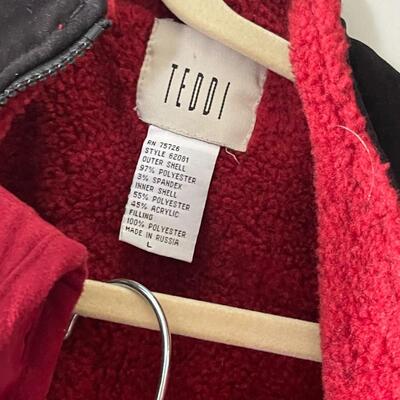 TEDDI
RN 75726
STYLE 62081
OUTER SHELL
97% POLYESTER
3% SPANDEX
INNER SHELL
55% POLYESTER
45% ACRYLIC
FILLING
100% POLYESTER
MADE IN RUSSIA
L